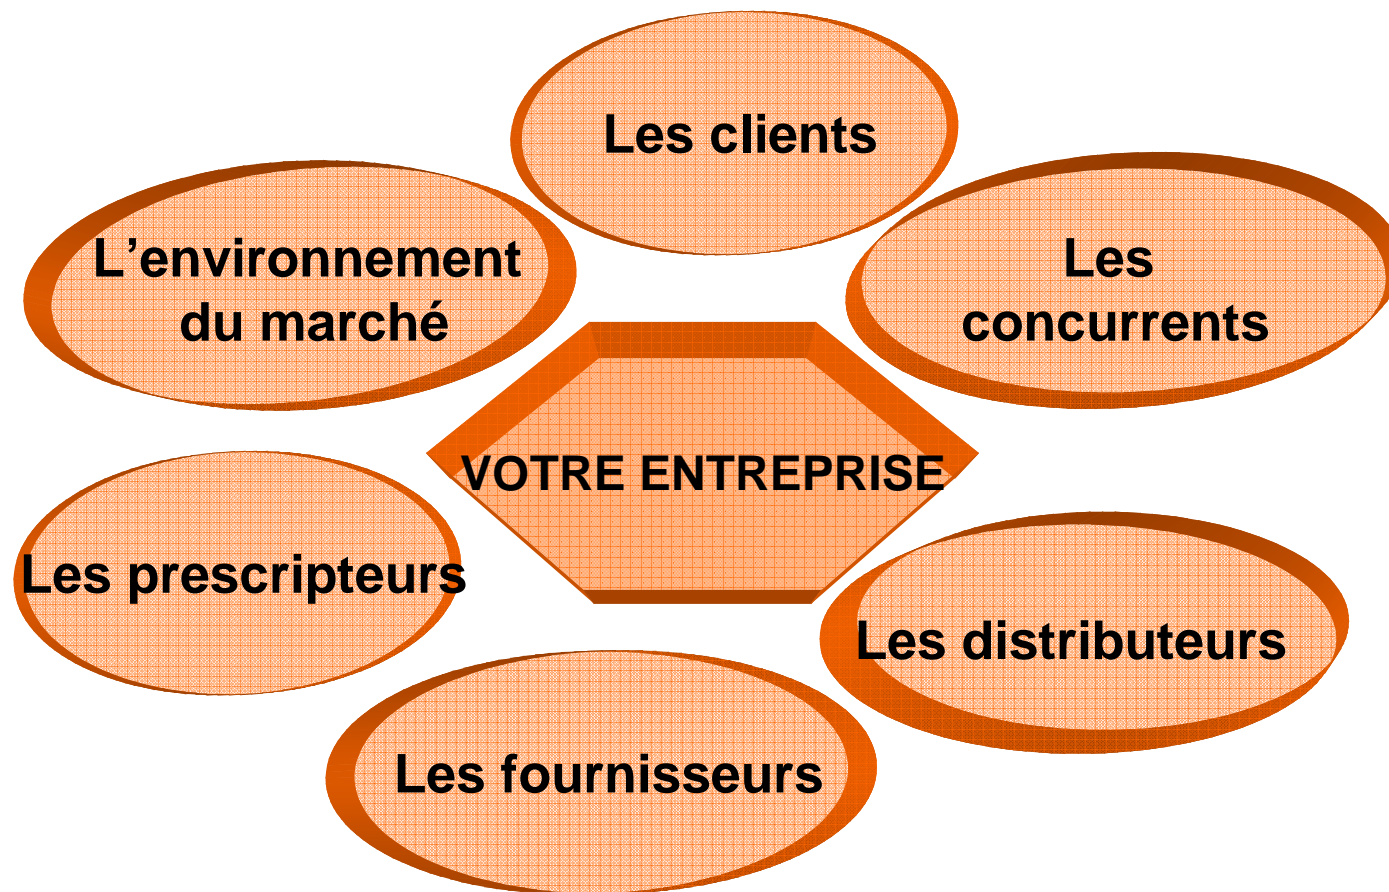 Les clients
L’environnement
du marché
Les
concurrents
VOTRE ENTREPRISE
Les prescripteurs
Les distributeurs
Les fournisseurs